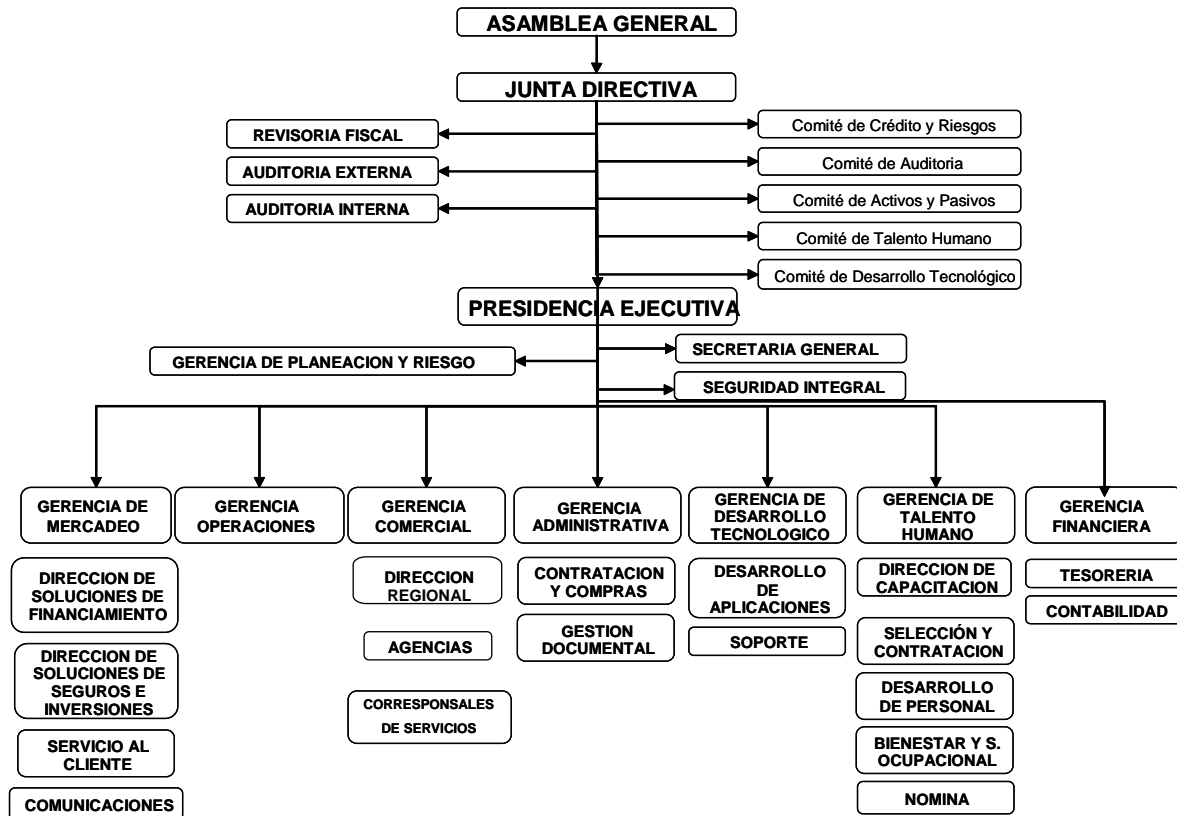 ASAMBLEA GENERAL
JUNTA DIRECTIVA
REVISORIA FISCAL
AUDITORIA EXTERNA
AUDITORIA INTERNA
Comité de Crédito y Riesgos
Comité de Auditoria
Comité de Activos y Pasivos
Comité de Talento Humano
Comité de Desarrollo Tecnológico
PRESIDENCIA EJECUTIVA
GERENCIA DE PLANEACION Y RIESGO
SECRETARIA GENERAL
SEGURIDAD INTEGRAL
GERENCIA DE
MERCADEO
DIRECCION DE
SOLUCIONES DE
FINANCIAMIENTO
DIRECCION DE
SOLUCIONES DE
SEGUROS E
INVERSIONES
SERVICIO AL
CLIENTE
COMUNICACIONES
GERENCIA
OPERACIONES
GERENCIA
COMERCIAL
DIRECCION
REGIONAL
AGENCIAS
CORRESPONSALES
DE SERVICIOS
GERENCIA
ADMINISTRATIVA
CONTRATACION
Y COMPRAS
GESTION
DOCUMENTAL
GERENCIA DE
DESARROLLO
TECNOLOGICO
DESARROLLO
DE
APLICACIONES
SOPORTE
GERENCIA DE
TALENTO
HUMANO
DIRECCION DE
CAPACITACION
SELECCIÓN Y
CONTRATACION
DESARROLLO
DE PERSONAL
BIENESTAR Y S.
OCUPACIONAL
NOMINA
GERENCIA
FINANCIERA
TESORERIA
CONTABILIDAD